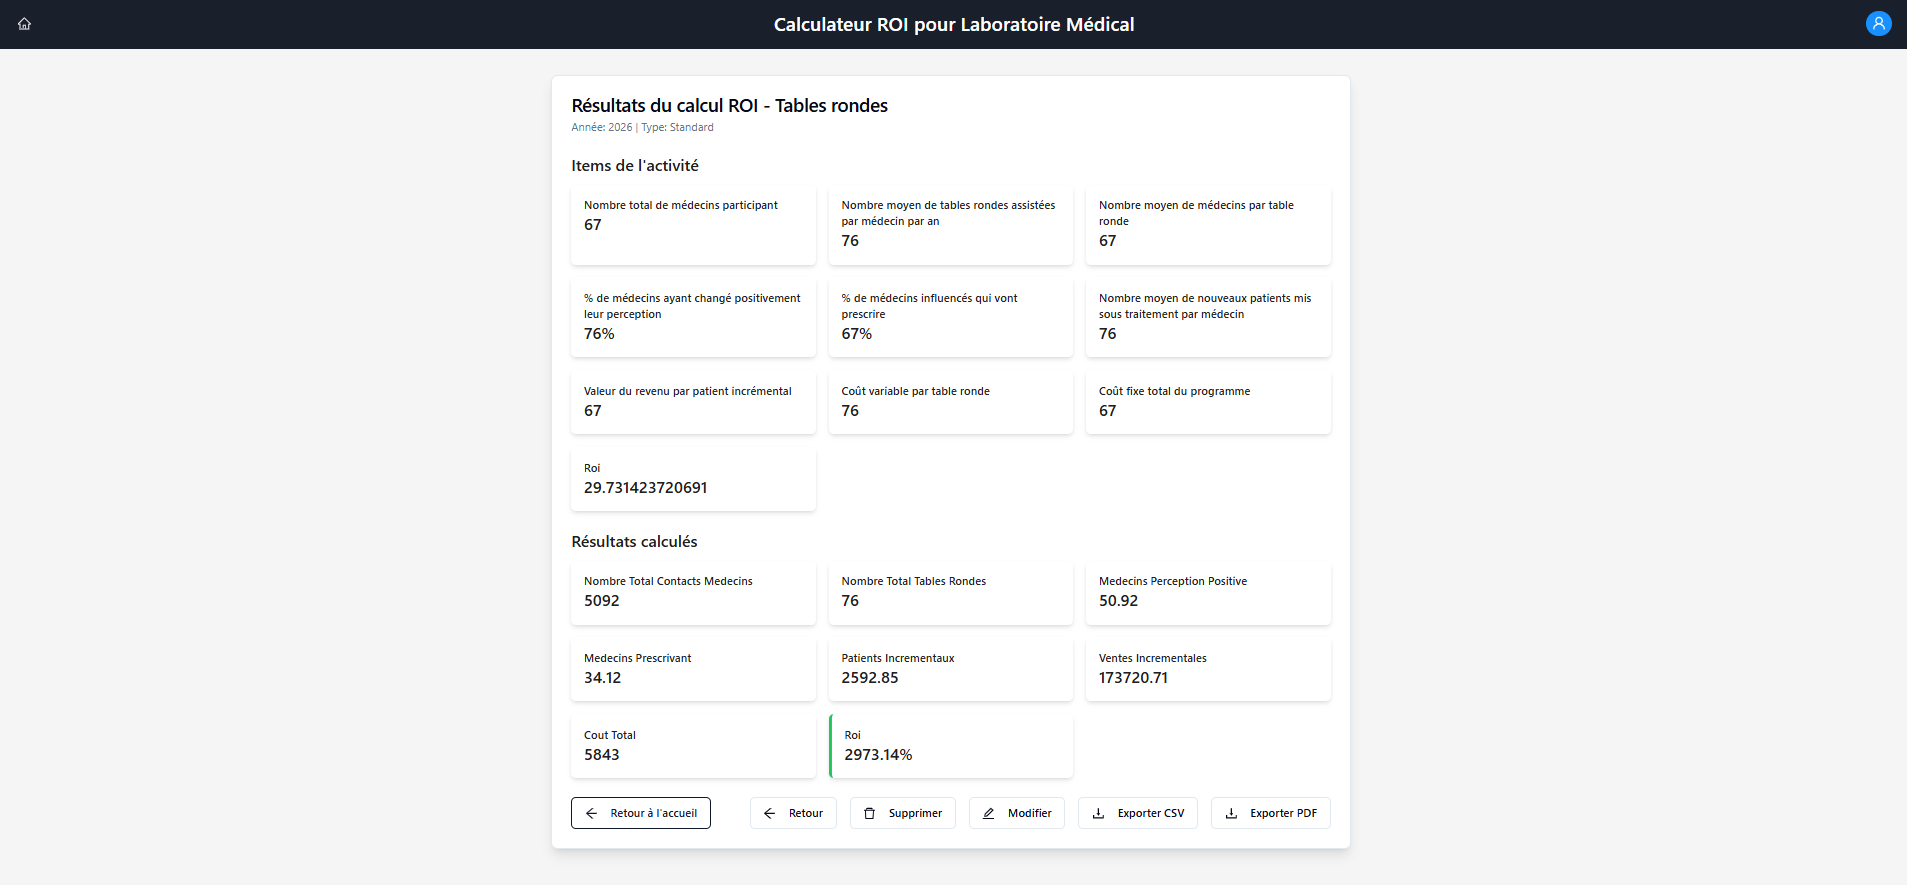 Calculateur ROI pour Laboratoire Médical
Résultats du calcul ROI - Tables rondes
Année: 2026 | Type: Standard
Items de l'activité
Nombre total de médecins participant
67
Nombre moyen de tables rondes assistées
par médecin par an
76
Nombre moyen de médecins par table
ronde
67
% de médecins ayant changé positivement
leur perception
76%
% de médecins influencés qui vont
prescrire
67%
Nombre moyen de nouveaux patients mis
sous traitement par médecin
76
Valeur du revenu par patient incrémental
67
Coût variable par table ronde
76
Coût fixe total du programme
67
Roi
29.731423720691
Résultats calculés
Nombre Total Contacts Medecins
5092
Nombre Total Tables Rondes
76
Medecins Perception Positive
50.92
Medecins Prescrivant
34.12
Patients Incrementaux
2592.85
Ventes Incrementales
173720.71
Cout Total
5843
Roi
2973.14%
Retour à l'accueil
Retour
Supprimer
Modifier
Exporter CSV
Exporter PDF